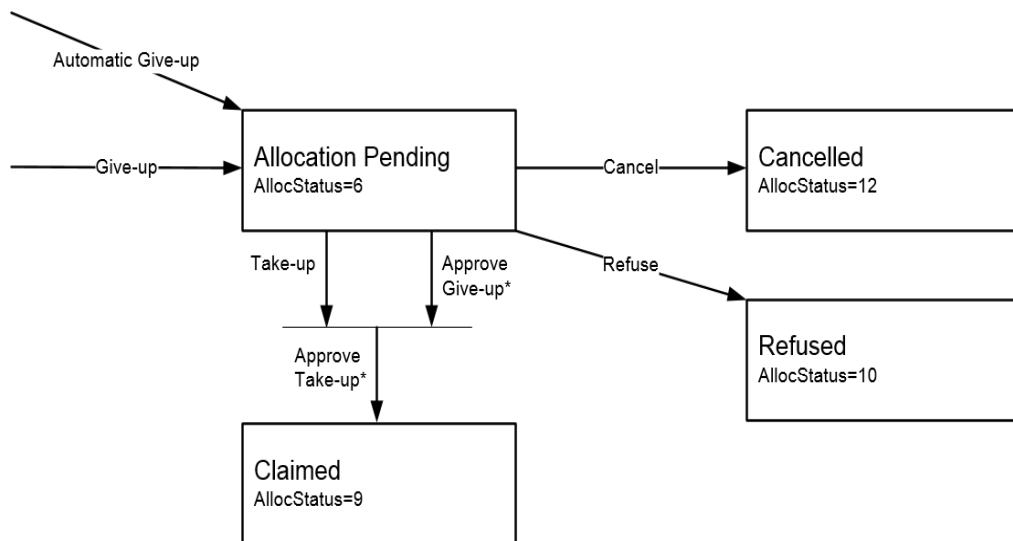 Automatic Give-up
Give-up
Allocation Pending
AllocStatus=6
Cancel
Cancelled
AllocStatus=12
Take-up
Approve
Give-up*
Refuse
Refused
AllocStatus=10
Approve
Take-up*
Claimed
AllocStatus=9